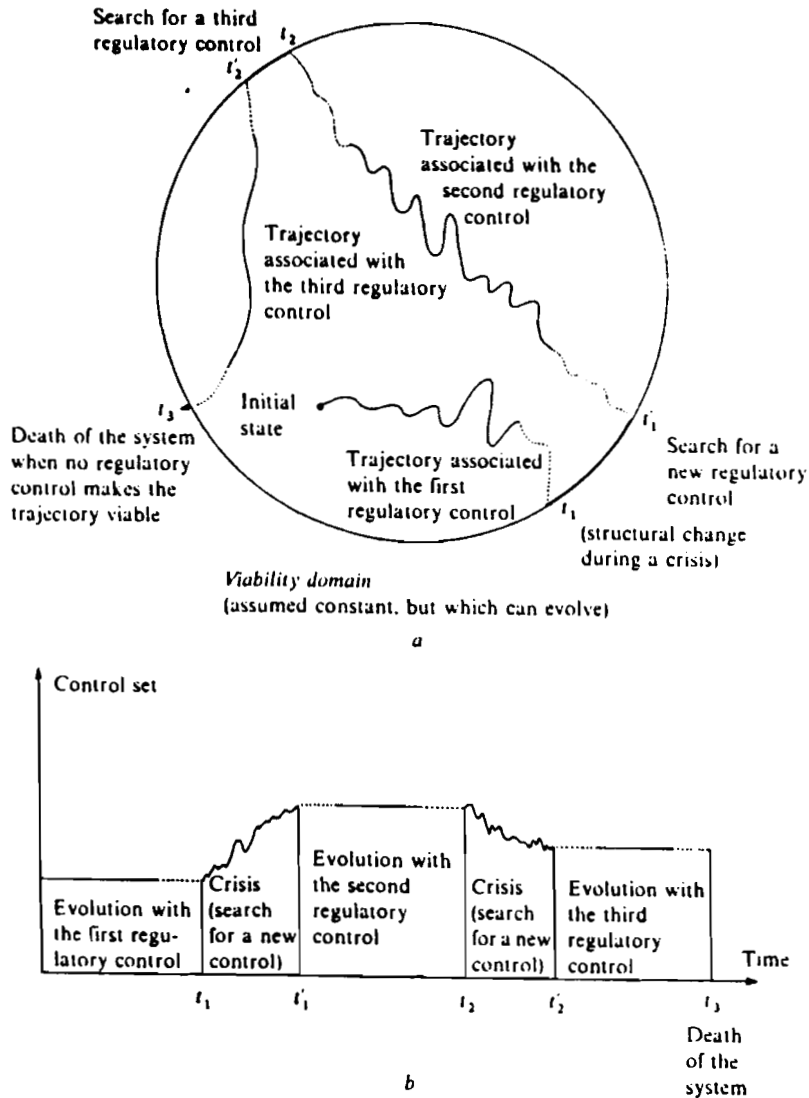 Search for a third
regulatory control
t₂
t'₂
Trajectory
associated with the
second regulatory
control
Trajectory
associated with
the third regulatory
control
t₃
Initial
state
t'₁
Death of the system
when no regulatory
control makes the
trajectory viable
Trajectory associated
with the first
regulatory control
Search for a
new regulatory
control
t₁
(structural change
during a crisis)
Viability domain
(assumed constant, but which can evolve)
a
Control set
Evolution with
the first regu-
latory control
Crisis
(search
for a new
control)
Evolution with
the second
regulatory
control
Crisis
(search
for a new
control)
Evolution with
the third
regulatory
control
Time
t₁
t'₁
t₂
t'₂
t₃
Death
of the
system
b